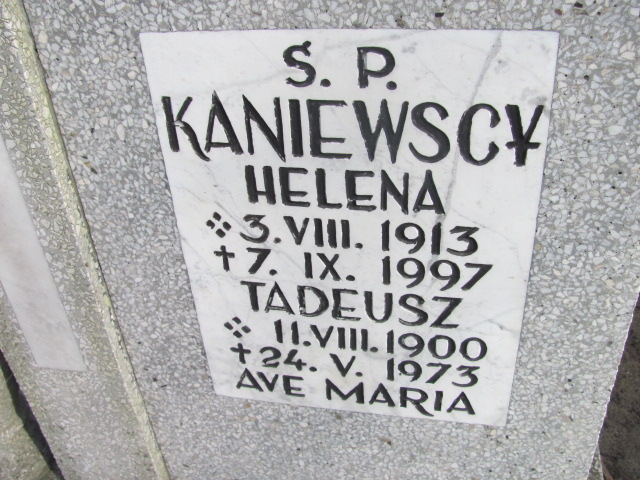 Ś. P.
KANIEWSCY
HELENA
3. VIII. 1913
† 7. IX. 1997
TADEUSZ
11. VIII. 1900
† 24. V. 1973
AVE MARIA